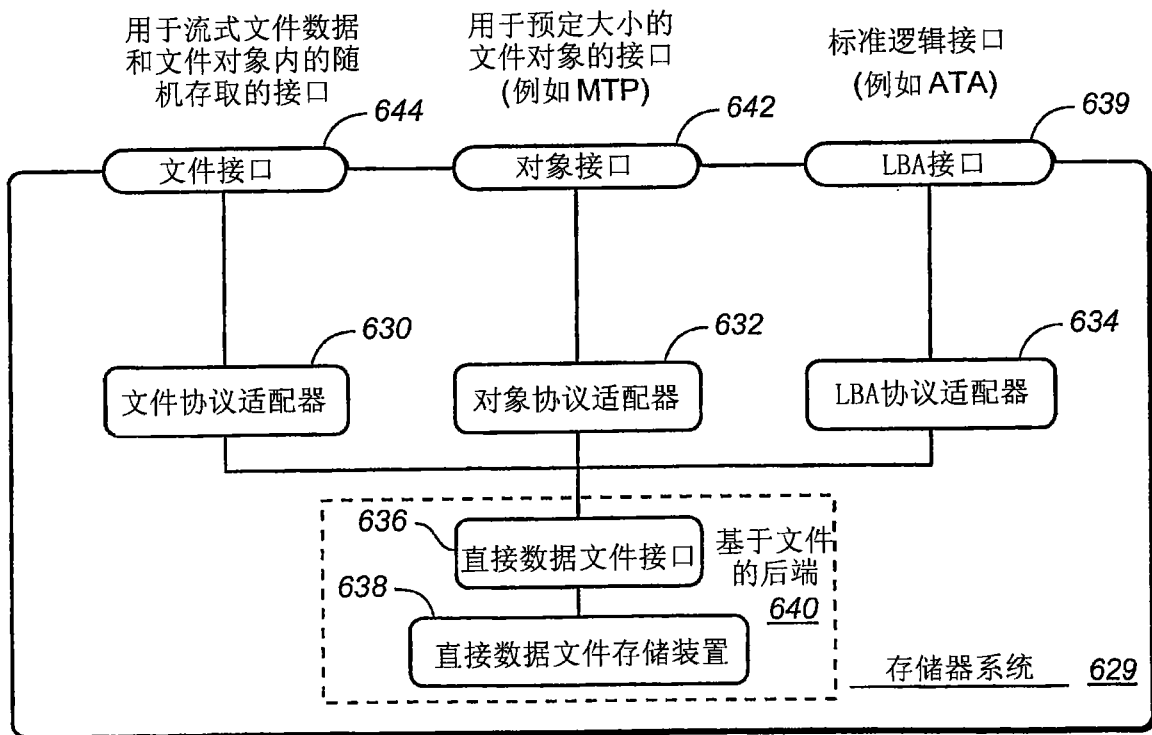 用于流式文件数据
和文件对象内的随
机存取的接口
644
用于预定大小的
文件对象的接口
(例如MTP)
642
标准逻辑接口
(例如ATA)
639
文件接口
对象接口
LBA接口
630
632
634
文件协议适配器
对象协议适配器
LBA协议适配器
636
直接数据文件接口
基于文件
的后端
640
638
直接数据文件存储装置
存储器系统
629